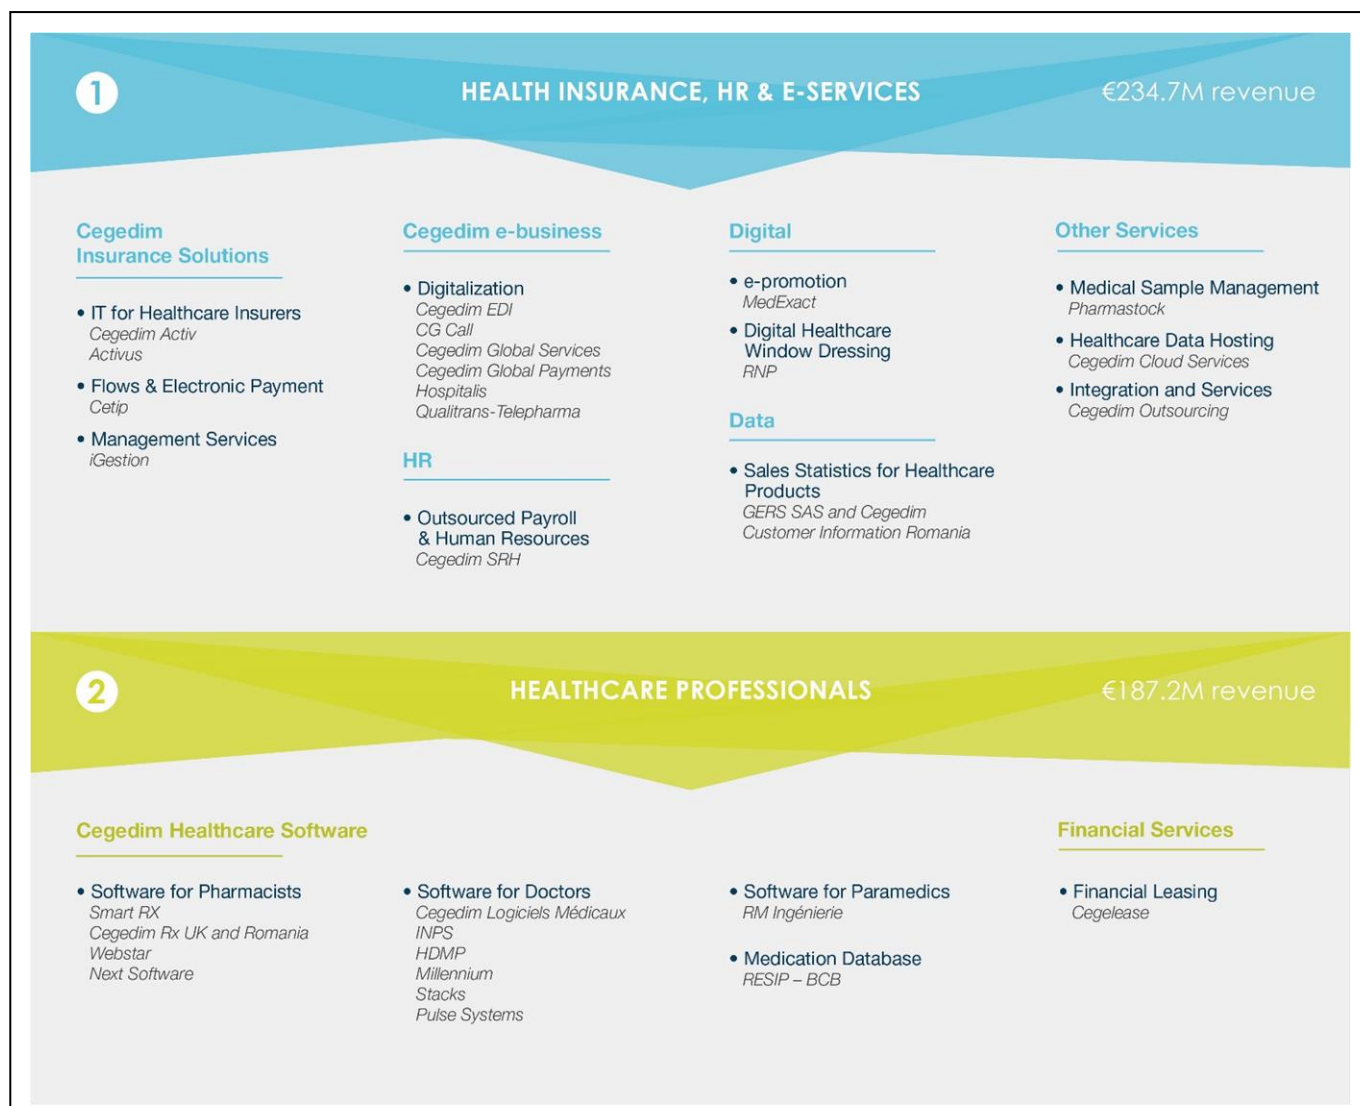 1
HEALTH INSURANCE, HR & E-SERVICES
€234.7M revenue
Cegedim
Insurance Solutions
• IT for Healthcare Insurers
Cegedim Activ
Activus
• Flows & Electronic Payment
Cetip
• Management Services
iGestion
Cegedim e-business
• Digitalization
Cegedim EDI
CG Call
Cegedim Global Services
Cegedim Global Payments
Hospitalis
Qualitrans-Telepharma
HR
• Outsourced Payroll
& Human Resources
Cegedim SRH
Digital
• e-promotion
MedExact
• Digital Healthcare
Window Dressing
RNP
Data
• Sales Statistics for Healthcare
Products
GERS SAS and Cegedim
Customer Information Romania
Other Services
• Medical Sample Management
Pharmastock
• Healthcare Data Hosting
Cegedim Cloud Services
• Integration and Services
Cegedim Outsourcing
2
HEALTHCARE PROFESSIONALS
€187.2M revenue
Cegedim Healthcare Software
• Software for Pharmacists
Smart RX
Cegedim Rx UK and Romania
Webstar
Next Software
• Software for Doctors
Cegedim Logiciels Médicaux
INPS
HDMP
Millennium
Stacks
Pulse Systems
• Software for Paramedics
RM Ingénierie
• Medication Database
RESIP – BCB
Financial Services
• Financial Leasing
Cegelease